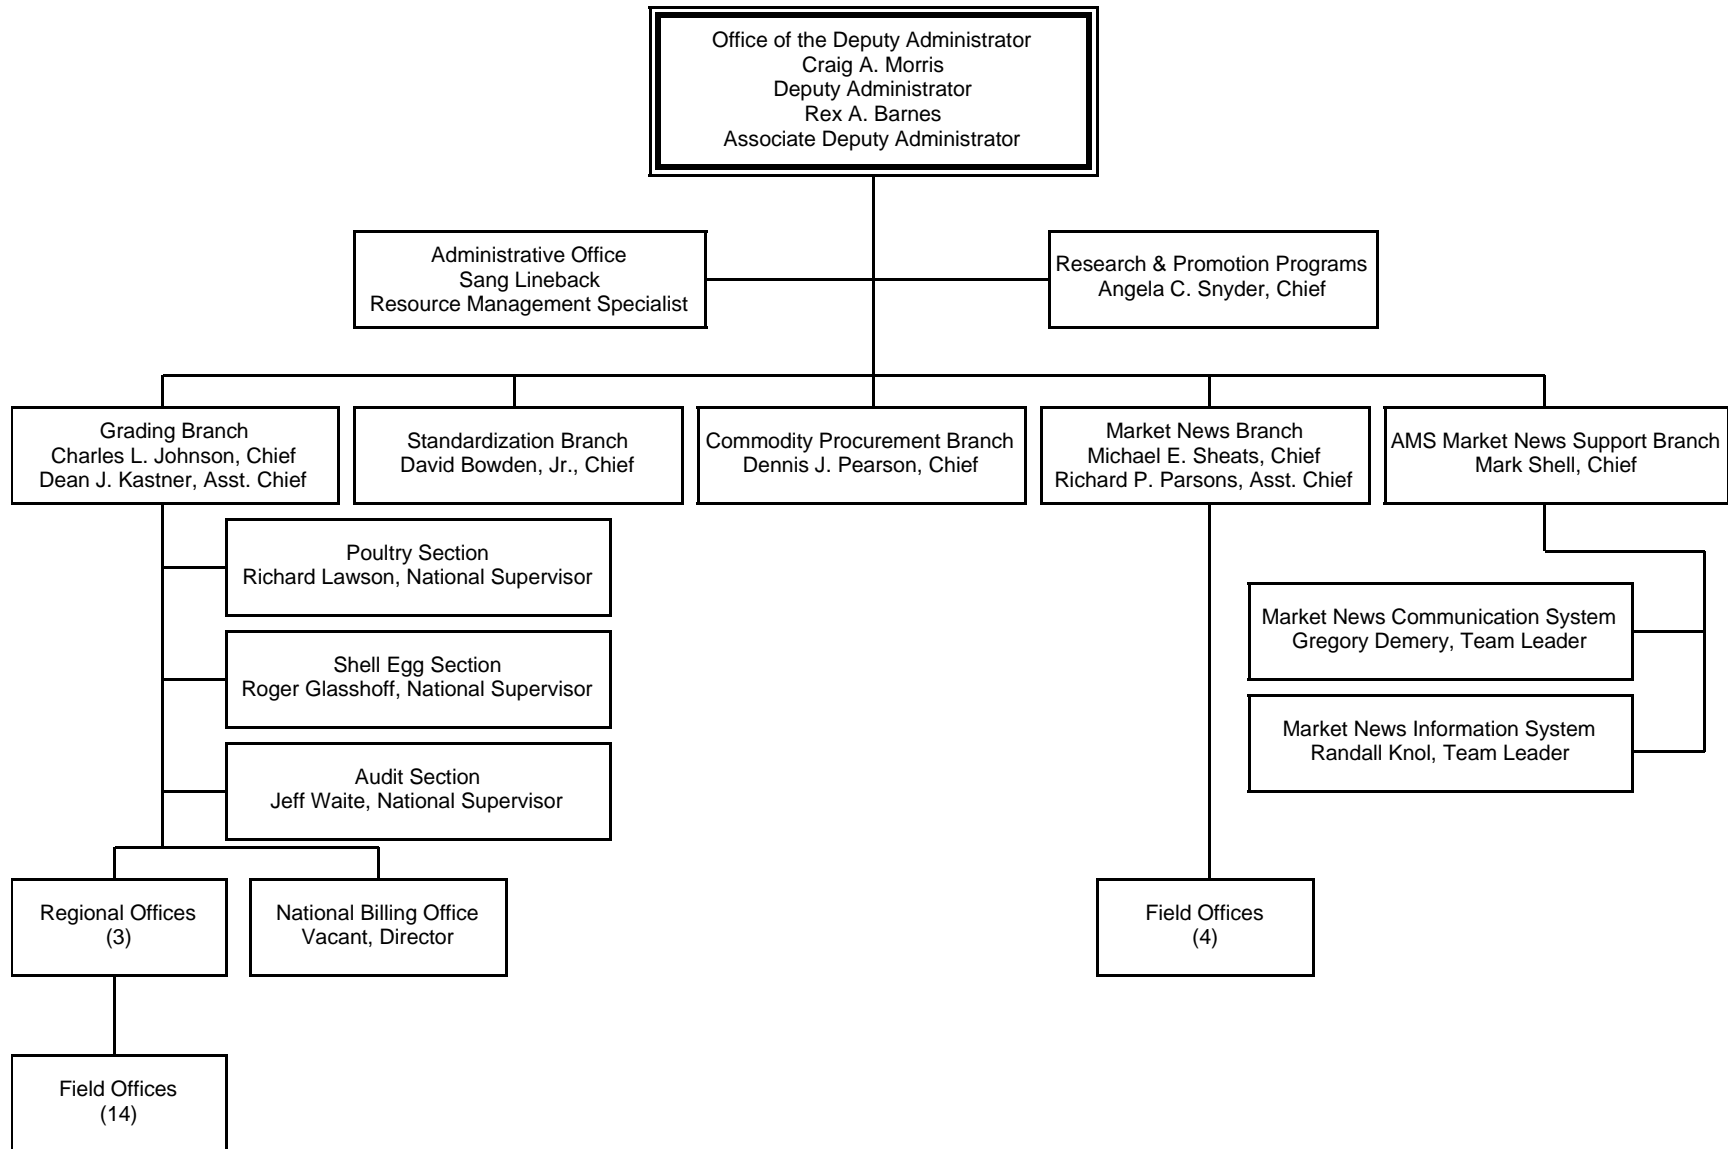 Office of the Deputy Administrator
Craig A. Morris
Deputy Administrator
Rex A. Barnes
Associate Deputy Administrator
Administrative Office
Sang Lineback
Resource Management Specialist
Research & Promotion Programs
Angela C. Snyder, Chief
Grading Branch
Charles L. Johnson, Chief
Dean J. Kastner, Asst. Chief
Standardization Branch
David Bowden, Jr., Chief
Commodity Procurement Branch
Dennis J. Pearson, Chief
Market News Branch
Michael E. Sheats, Chief
Richard P. Parsons, Asst. Chief
AMS Market News Support Branch
Mark Shell, Chief
Poultry Section
Richard Lawson, National Supervisor
Shell Egg Section
Roger Glasshoff, National Supervisor
Audit Section
Jeff Waite, National Supervisor
Market News Communication System
Gregory Demery, Team Leader
Market News Information System
Randall Knol, Team Leader
Regional Offices
(3)
National Billing Office
Vacant, Director
Field Offices
(4)
Field Offices
(14)